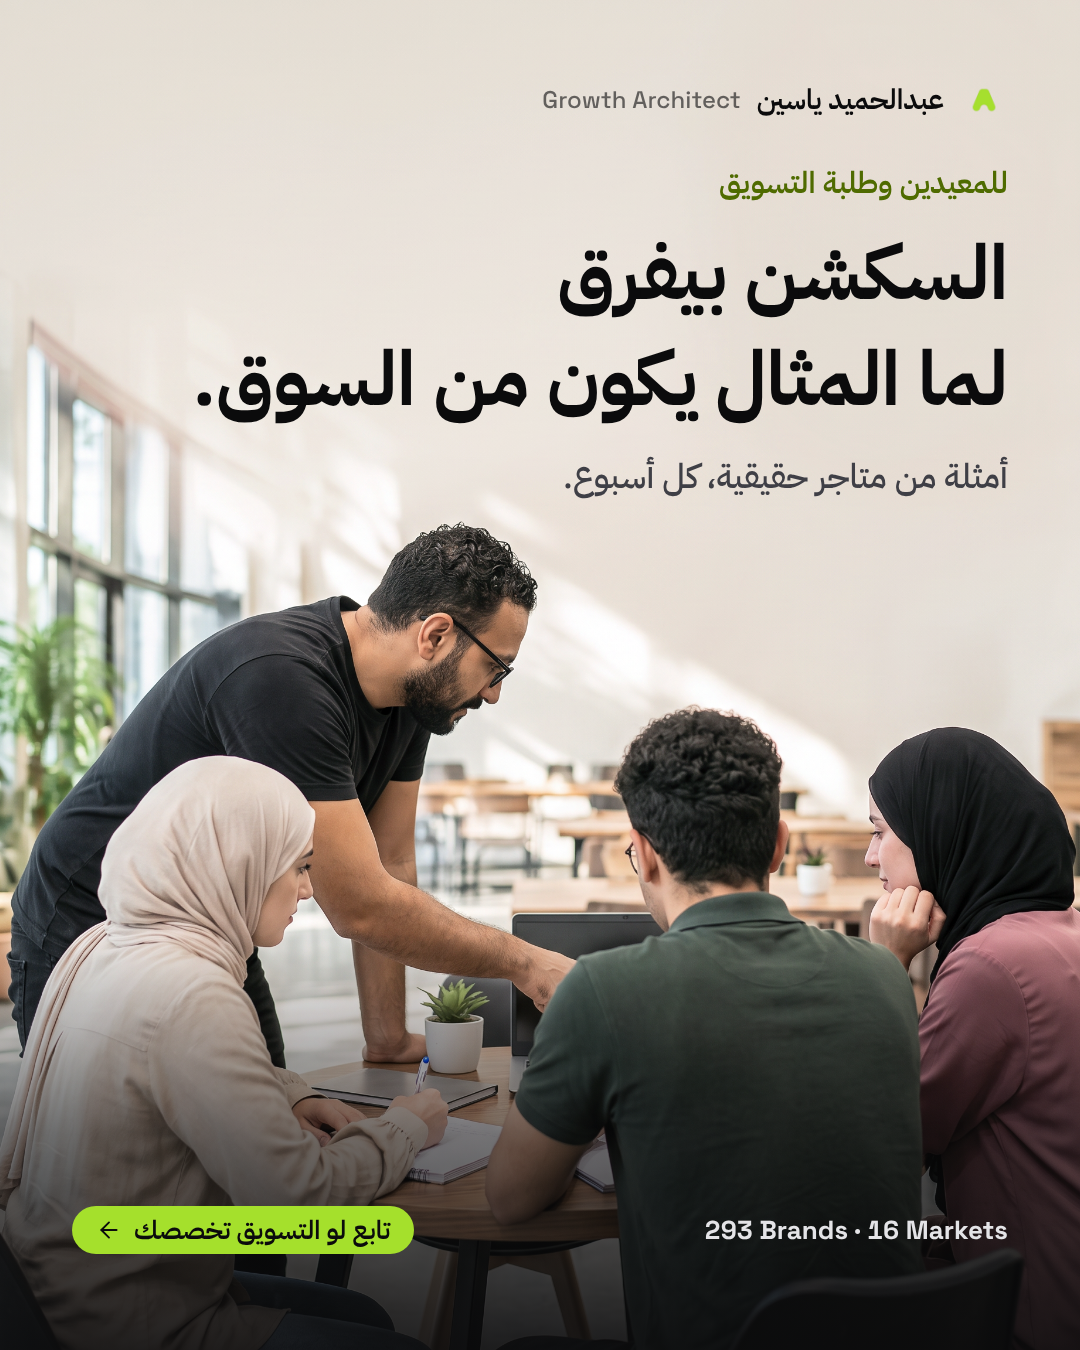 عبدالحميد ياسين Growth Architect
للمعيدين وطلبة التسويق
السكشن بيفرق
لما المثال يكون من السوق.
أمثلة من متاجر حقيقية، كل أسبوع.
293 Brands · 16 Markets
تابع لو التسويق تخصصك ←